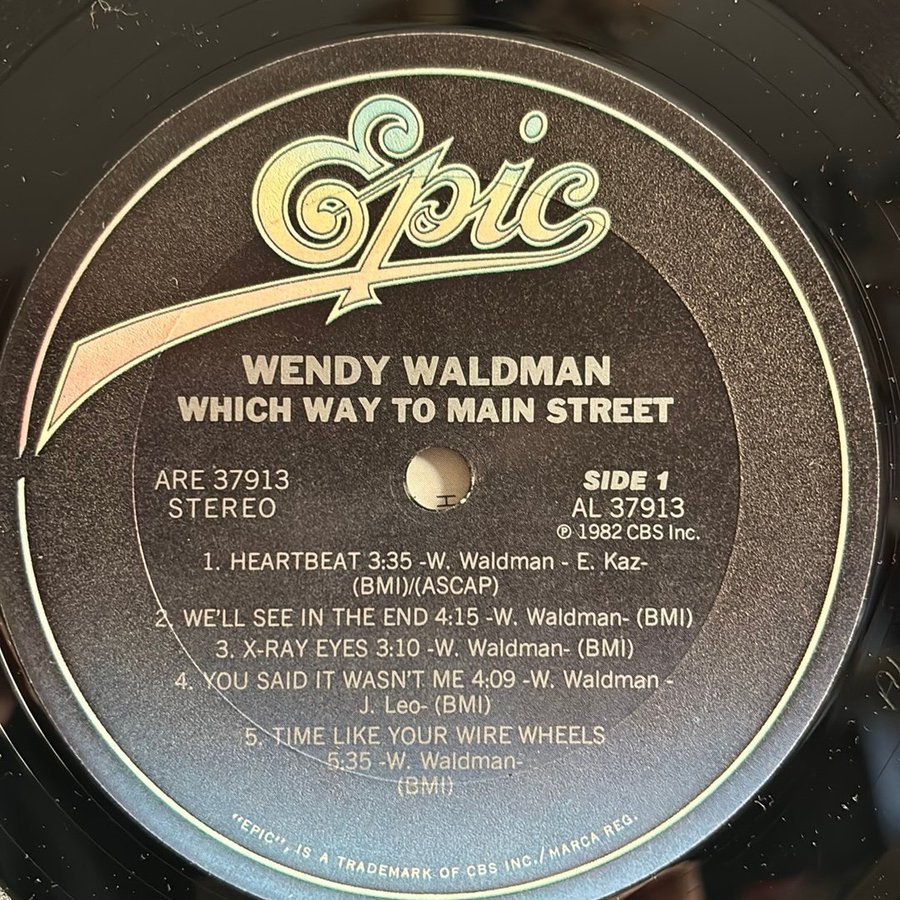 Epic
WENDY WALDMAN
WHICH WAY TO MAIN STREET
ARE 37913
STEREO
SIDE 1
AL 37913
℗ 1982 CBS Inc.
1. HEARTBEAT 3:35 -W. Waldman - E. Kaz-
(BMI)/(ASCAP)
2. WE'LL SEE IN THE END 4:15 -W. Waldman- (BMI)
3. X-RAY EYES 3:10 -W. Waldman- (BMI)
4. YOU SAID IT WASN'T ME 4:09 -W. Waldman -
J. Leo- (BMI)
5. TIME LIKE YOUR WIRE WHEELS
5:35 -W. Waldman-
(BMI)
"EPIC", IS A TRADEMARK OF CBS INC./MARCA REG.